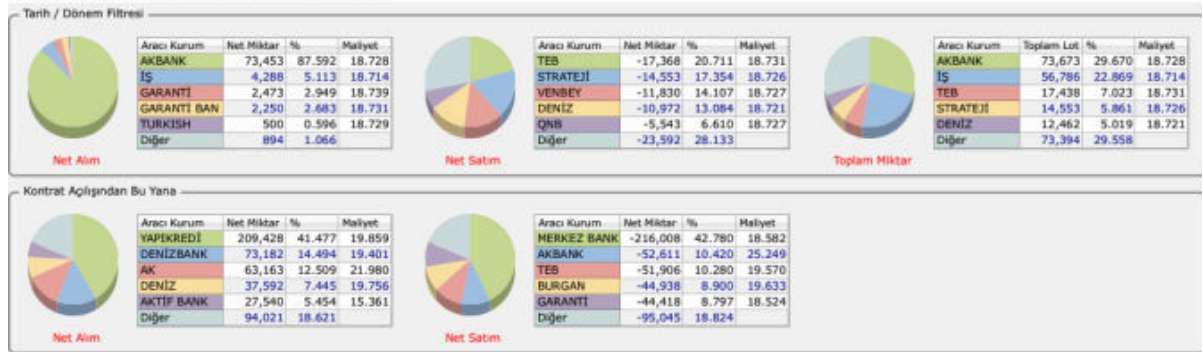 Tarih / Dönem Filtresi
Aracı Kurum Net Miktar % Maliyet
AKBANK 73,453 87.592 18.728
İŞ 4,288 5.113 18.714
GARANTİ 2,473 2.949 18.739
GARANTİ BAN 2,250 2.683 18.731
TURKISH 500 0.596 18.729
Diğer 894 1.066
Net Alım
Aracı Kurum Net Miktar % Maliyet
TEB -17,368 20.711 18.731
STRATEJİ -14,553 17.354 18.726
VENBEY -11,830 14.107 18.727
DENİZ -10,972 13.084 18.721
QNB -5,543 6.610 18.727
Diğer -23,592 28.133
Net Satım
Aracı Kurum Toplam Lot % Maliyet
AKBANK 73,673 29.670 18.728
İŞ 56,786 22.869 18.714
TEB 17,438 7.023 18.731
STRATEJİ 14,553 5.861 18.726
DENİZ 12,462 5.019 18.721
Diğer 73,394 29.558
Toplam Miktar
Kontrat Açılışından Bu Yana
Aracı Kurum Net Miktar % Maliyet
YAPIKREDİ 209,428 41.477 19.859
DENİZBANK 73,182 14.494 19.401
AK 63,163 12.509 21.980
DENİZ 37,592 7.445 19.756
AKTİF BANK 27,540 5.454 15.361
Diğer 94,021 18.621
Net Alım
Aracı Kurum Net Miktar % Maliyet
MERKEZ BANK -216,008 42.780 18.582
AKBANK -52,611 10.420 25.249
TEB -51,906 10.280 19.570
BURGAN -44,938 8.900 19.633
GARANTİ -44,418 8.797 18.524
Diğer -95,045 18.824
Net Satım